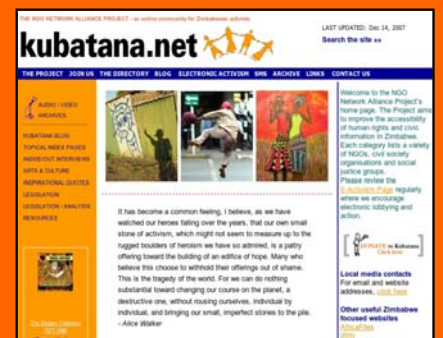 THE NGO NETWORK ALLIANCE PROJECT - an online community for Zimbabwean activists
LAST UPDATED: Dec 14, 2007
kubatana.net
Search the site
THE PROJECT JOIN US THE DIRECTORY BLOG ELECTRONIC ACTIVISM SMS ARCHIVE LINKS CONTACT US
AUDIO / VIDEO
ARCHIVES
KUBATANA BLOG
TOPICAL INDEX PAGES
INSIDE/OUT INTERVIEWS
ARTS & CULTURE
INSPIRATIONAL QUOTES
LEGISLATION
LEGISLATION / ANALYSIS
RESOURCES
It has become a common feeling, I believe, as we have
watched our heroes falling over the years, that our own small
stone of activism, which might not seem to measure up to the
rugged boulders of heroism we have so admired, is a paltry
offering toward the building of an edifice of hope. Many who
believe this choose to withhold their offerings out of shame.
This is the tragedy of the world. For we can do nothing
substantial toward changing our course on the planet, a
destructive one, without rousing ourselves, individual by
individual, and bringing our small, imperfect stones to the pile.
- Alice Walker
Welcome to the NGO
Network Alliance Project's
home page. The Project aims
to improve the accessibility
of human rights and civic
information in Zimbabwe.
Each category lists a variety
of NGOs, civil society
organisations and social
justice groups.
Please review the
E-Activism Page regularly
where we encourage
electronic lobbying and
action.
DONATE to Kubatana
Click here
Local media contacts
For email and website
addresses, click here
Other useful Zimbabwe
focused websites
AfricaFiles